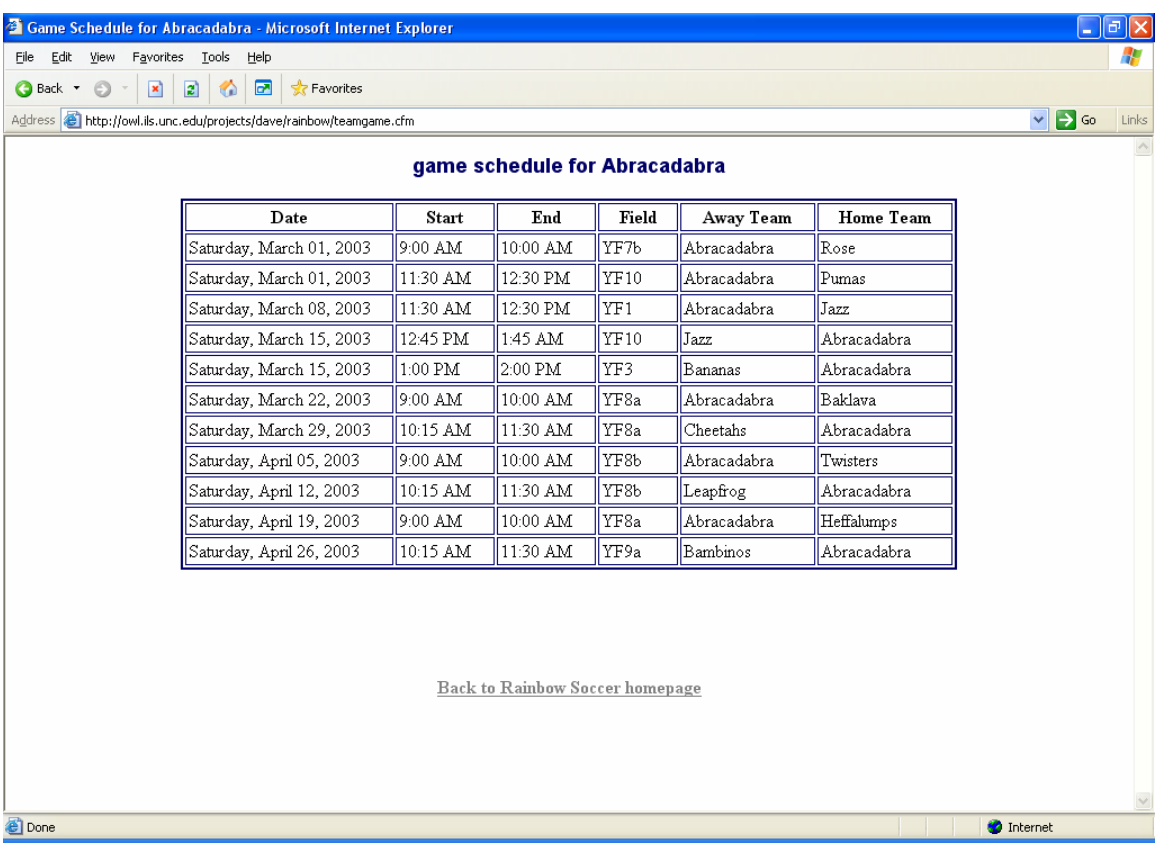 Game Schedule for Abracadabra - Microsoft Internet Explorer
File Edit View Favorites Tools Help
Back Favorites
Address http://owl.ils.unc.edu/projects/dave/rainbow/teamgame.cfm Go Links
game schedule for Abracadabra
Date Start End Field Away Team Home Team
Saturday, March 01, 2003 9:00 AM 10:00 AM YF7b Abracadabra Rose
Saturday, March 01, 2003 11:30 AM 12:30 PM YF10 Abracadabra Pumas
Saturday, March 08, 2003 11:30 AM 12:30 PM YF1 Abracadabra Jazz
Saturday, March 15, 2003 12:45 PM 1:45 AM YF10 Jazz Abracadabra
Saturday, March 15, 2003 1:00 PM 2:00 PM YF3 Bananas Abracadabra
Saturday, March 22, 2003 9:00 AM 10:00 AM YF8a Abracadabra Baklava
Saturday, March 29, 2003 10:15 AM 11:30 AM YF8a Cheetahs Abracadabra
Saturday, April 05, 2003 9:00 AM 10:00 AM YF8b Abracadabra Twisters
Saturday, April 12, 2003 10:15 AM 11:30 AM YF8b Leapfrog Abracadabra
Saturday, April 19, 2003 9:00 AM 10:00 AM YF8a Abracadabra Heffalumps
Saturday, April 26, 2003 10:15 AM 11:30 AM YF9a Bambinos Abracadabra
Back to Rainbow Soccer homepage
Done Internet